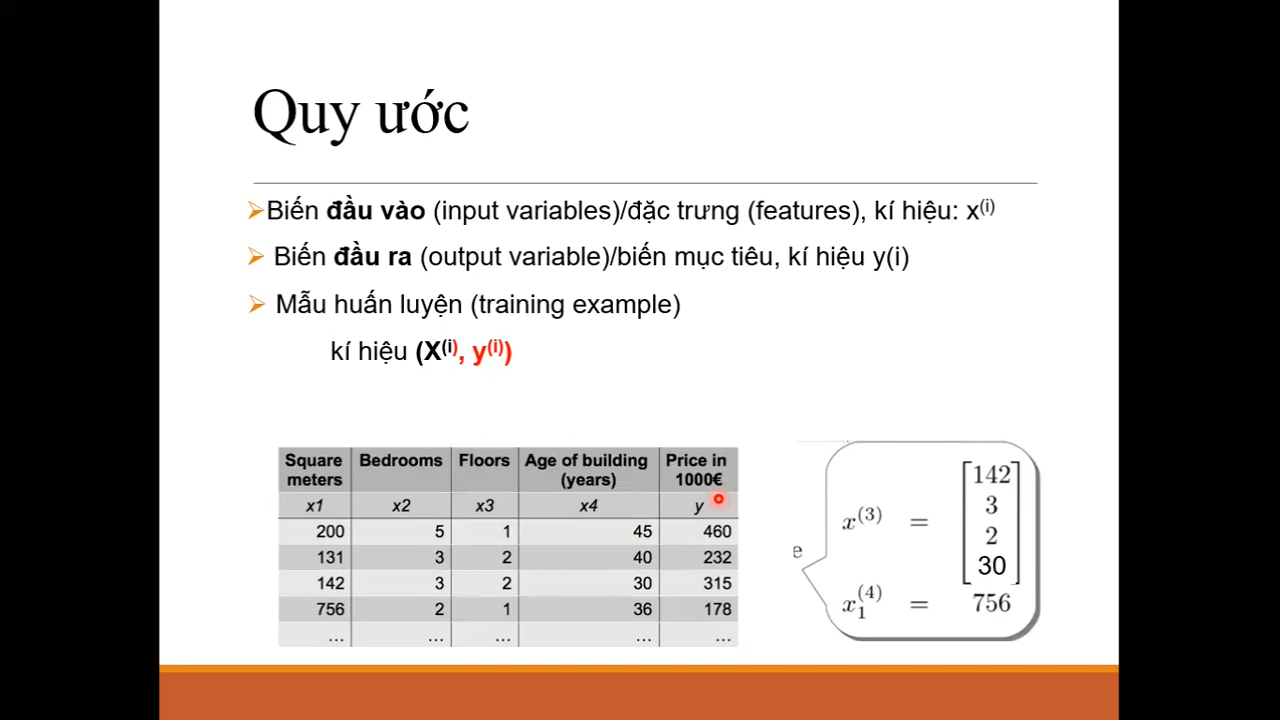 Quy ước
➢Biến đầu vào (input variables)/đặc trưng (features), kí hiệu: x⁽ⁱ⁾
➢ Biến đầu ra (output variable)/biến mục tiêu, kí hiệu y(i)
➢ Mẫu huấn luyện (training example)
kí hiệu (X⁽ⁱ⁾, y⁽ⁱ⁾)
Square meters Bedrooms Floors Age of building (years) Price in 1000€
x1 x2 x3 x4 y
200 5 1 45 460
131 3 2 40 232
142 3 2 30 315
756 2 1 36 178
... ... ... ... ...
e
x⁽³⁾ = [142 3 2 30]
x₁⁽⁴⁾ = 756